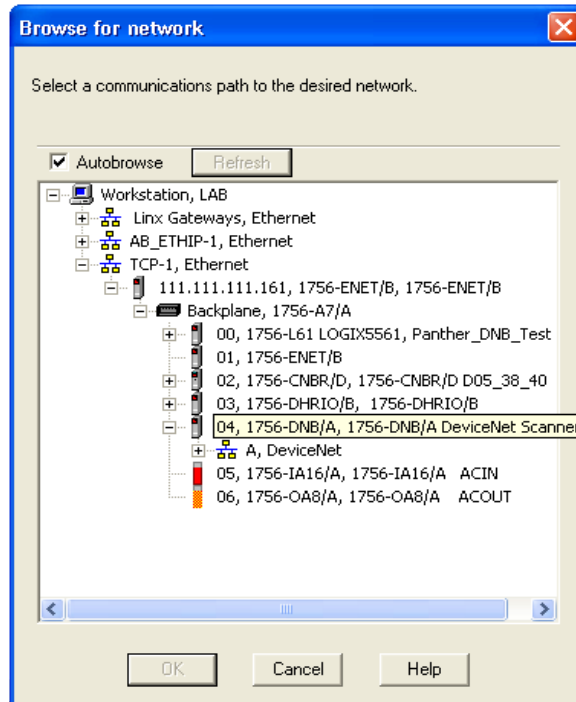 Browse for network
Select a communications path to the desired network.
Autobrowse Refresh
Workstation, LAB
Linx Gateways, Ethernet
AB_ETHIP-1, Ethernet
TCP-1, Ethernet
111.111.111.161, 1756-ENET/B, 1756-ENET/B
Backplane, 1756-A7/A
00, 1756-L61 LOGIX5561, Panther_DNB_Test
01, 1756-ENET/B
02, 1756-CNBR/D, 1756-CNBR/D D05_38_40
03, 1756-DHRIO/B, 1756-DHRIO/B
04, 1756-DNB/A, 1756-DNB/A DeviceNet Scanner
A, DeviceNet
05, 1756-IA16/A, 1756-IA16/A ACIN
06, 1756-OA8/A, 1756-OA8/A ACOUT
OK Cancel Help